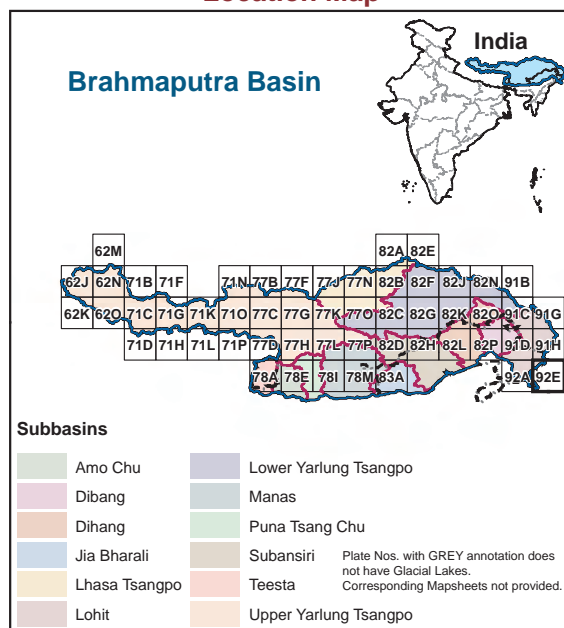 Location Map
India
Brahmaputra Basin
62M 82A 82E
62J 62N 71B 71F 71N 77B 77F 77J 77N 82B 82F 82J 82N 91B
62K 62O 71C 71G 71K 71O 77C 77G 77K 77O 82C 82G 82K 82O 91C 91G
71D 71H 71L 71P 77D 77H 77L 77P 82D 82H 82L 82P 91D 91H
78A 78E 78I 78M 83A 92A 92E
Subbasins
Amo Chu
Dibang
Dihang
Jia Bharali
Lhasa Tsangpo
Lohit
Lower Yarlung Tsangpo
Manas
Puna Tsang Chu
Subansiri
Teesta
Upper Yarlung Tsangpo
Plate Nos. with GREY annotation does
not have Glacial Lakes.
Corresponding Mapsheets not provided.